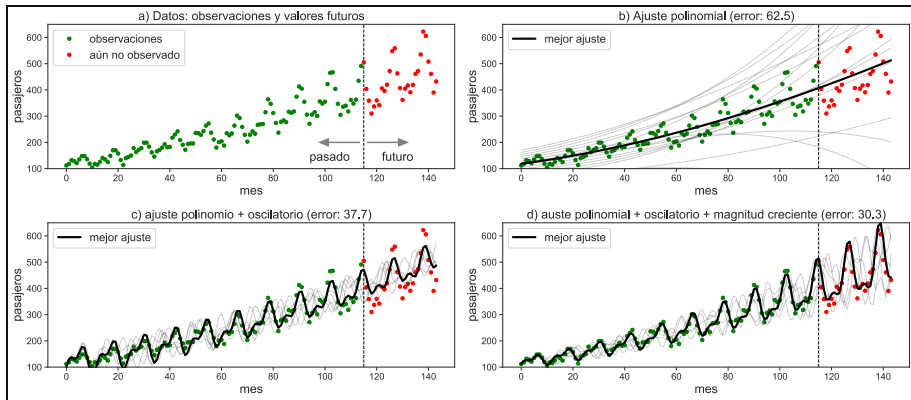 a) Datos: observaciones y valores futuros
pasajeros
600
500
400
300
200
100
observaciones
aún no observado
pasado
futuro
0
20
40
60
80
100
120
140
mes
b) Ajuste polinomial (error: 62.5)
pasajeros
600
500
400
300
200
100
mejor ajuste
0
20
40
60
80
100
120
140
mes
c) ajuste polinomio + oscilatorio (error: 37.7)
pasajeros
600
500
400
300
200
100
mejor ajuste
0
20
40
60
80
100
120
140
mes
d) auste polinomial + oscilatorio + magnitud creciente (error: 30.3)
pasajeros
600
500
400
300
200
100
mejor ajuste
0
20
40
60
80
100
120
140
mes